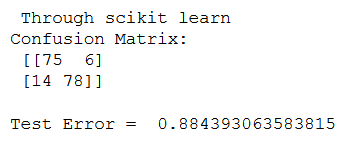 Through scikit learn
Confusion Matrix:
[[75  6]
[14 78]]
Test Error =  0.884393063583815